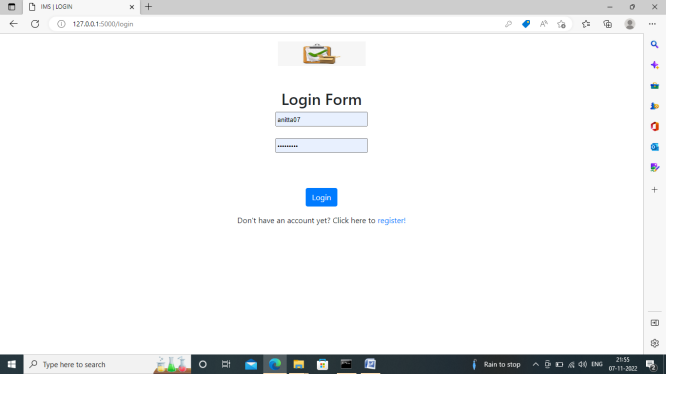 IMS | LOGIN
127.0.0.1:5000/login
Login Form
anitta07
•••••••••
Login
Don't have an account yet? Click here to register!
Type here to search
Rain to stop
ENG
21:55
07-11-2022